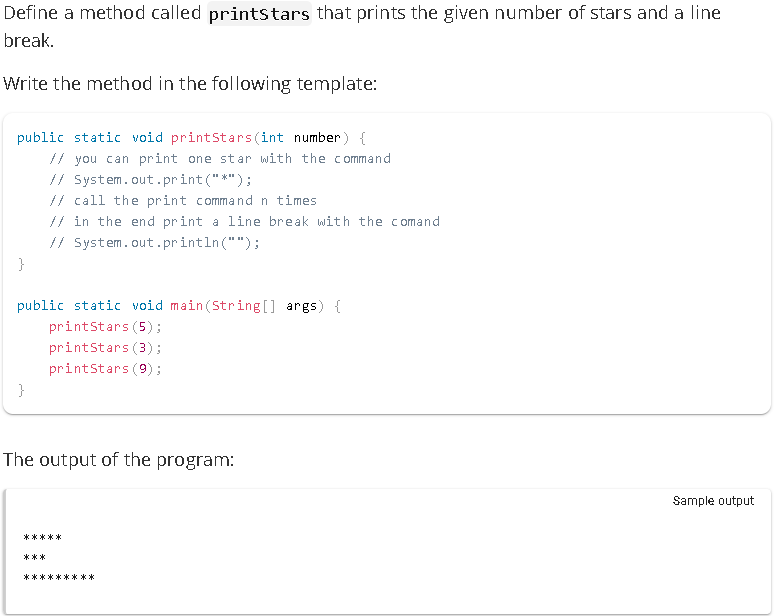 Define a method called printStars that prints the given number of stars and a line
break.
Write the method in the following template:
public static void printStars(int number) {
    // you can print one star with the command
    // System.out.print("*");
    // call the print command n times
    // in the end print a line break with the comand
    // System.out.println("");
}
public static void main(String[] args) {
    printStars(5);
    printStars(3);
    printStars(9);
}
The output of the program:
Sample output
*****
***
*********